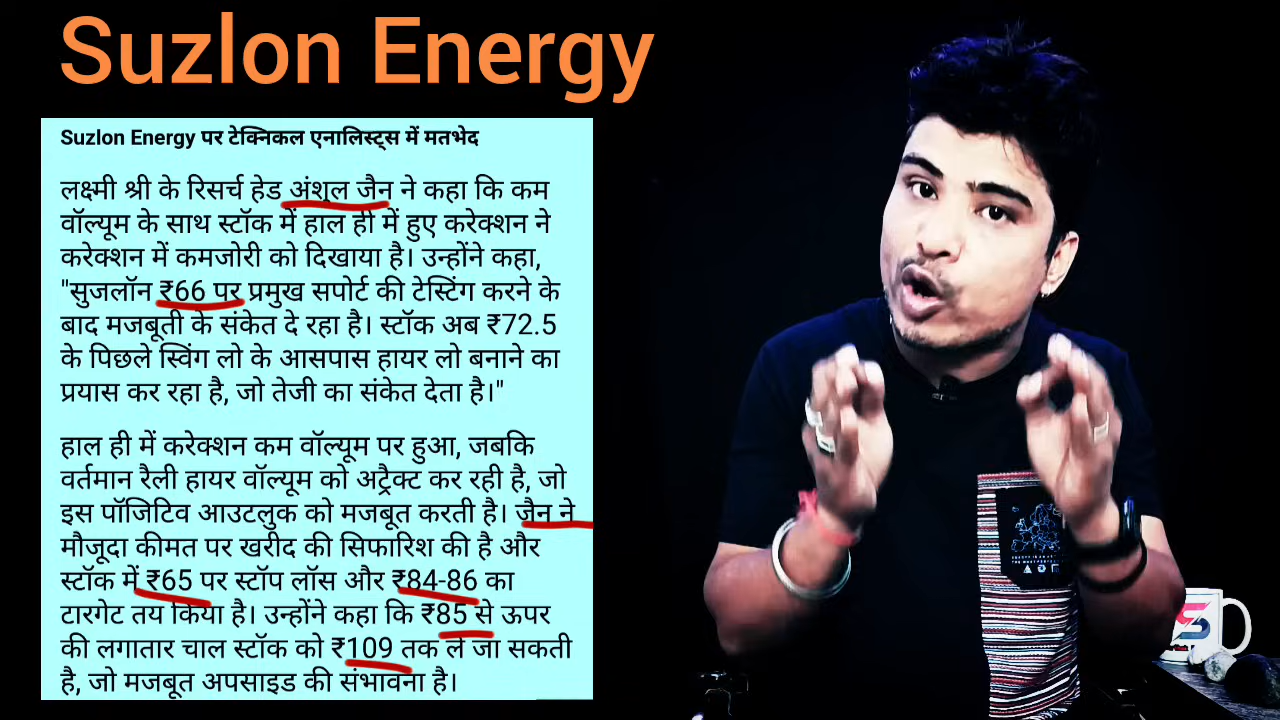 Suzlon Energy
Suzlon Energy पर टेक्निकल एनालिस्ट्स में मतभेद
लक्ष्मी श्री के रिसर्च हेड अंशुल जैन ने कहा कि कम
वॉल्यूम के साथ स्टॉक में हाल ही में हुए करेक्शन ने
करेक्शन में कमजोरी को दिखाया है। उन्होंने कहा,
"सुजलॉन ₹66 पर प्रमुख सपोर्ट की टेस्टिंग करने के
बाद मजबूती के संकेत दे रहा है। स्टॉक अब ₹72.5
के पिछले स्विंग लो के आसपास हायर लो बनाने का
प्रयास कर रहा है, जो तेजी का संकेत देता है।"
हाल ही में करेक्शन कम वॉल्यूम पर हुआ, जबकि
वर्तमान रैली हायर वॉल्यूम को अट्रैक्ट कर रही है, जो
इस पॉजिटिव आउटलुक को मजबूत करती है। जैन ने
मौजूदा कीमत पर खरीद की सिफारिश की है और
स्टॉक में ₹65 पर स्टॉप लॉस और ₹84-86 का
टारगेट तय किया है। उन्होंने कहा कि ₹85 से ऊपर
की लगातार चाल स्टॉक को ₹109 तक ले जा सकती
है, जो मजबूत अपसाइड की संभावना है।